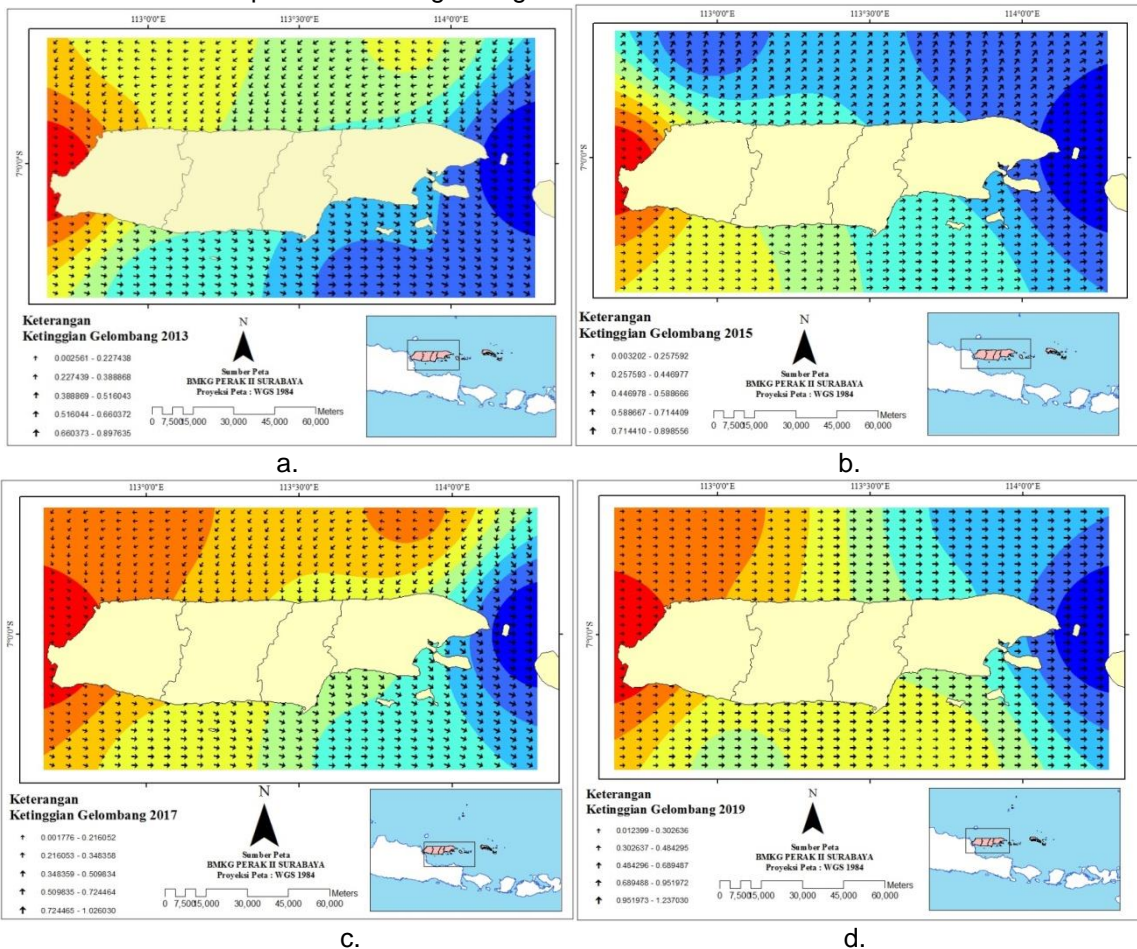 113°0'0"E 113°30'0"E 114°0'0"E
7°0'0"S
Keterangan
Ketinggian Gelombang 2013
0.002561 - 0.227438
0.227439 - 0.388868
0.388869 - 0.516043
0.516044 - 0.660372
0.660373 - 0.897635
N
Sumber Peta
BMKG PERAK II SURABAYA
Proyeksi Peta : WGS 1984
0 7,50015,000 30,000 45,000 60,000 Meters
a.
113°0'0"E 113°30'0"E 114°0'0"E
7°0'0"S
Keterangan
Ketinggian Gelombang 2015
0.003202 - 0.257592
0.257593 - 0.446977
0.446978 - 0.588666
0.588667 - 0.714409
0.714410 - 0.898556
N
Sumber Peta
BMKG PERAK II SURABAYA
Proyeksi Peta : WGS 1984
0 7,50015,000 30,000 45,000 60,000 Meters
b.
113°0'0"E 113°30'0"E 114°0'0"E
7°0'0"S
Keterangan
Ketinggian Gelombang 2017
0.001776 - 0.216052
0.216053 - 0.348358
0.348359 - 0.509834
0.509835 - 0.724464
0.724465 - 1.026030
N
Sumber Peta
BMKG PERAK II SURABAYA
Proyeksi Peta : WGS 1984
0 7,50015,000 30,000 45,000 60,000 Meters
c.
113°0'0"E 113°30'0"E 114°0'0"E
7°0'0"S
Keterangan
Ketinggian Gelombang 2019
0.012399 - 0.302636
0.302637 - 0.484295
0.484296 - 0.689487
0.689488 - 0.951972
0.951973 - 1.237030
N
Sumber Peta
BMKG PERAK II SURABAYA
Proyeksi Peta : WGS 1984
0 7,50015,000 30,000 45,000 60,000 Meters
d.